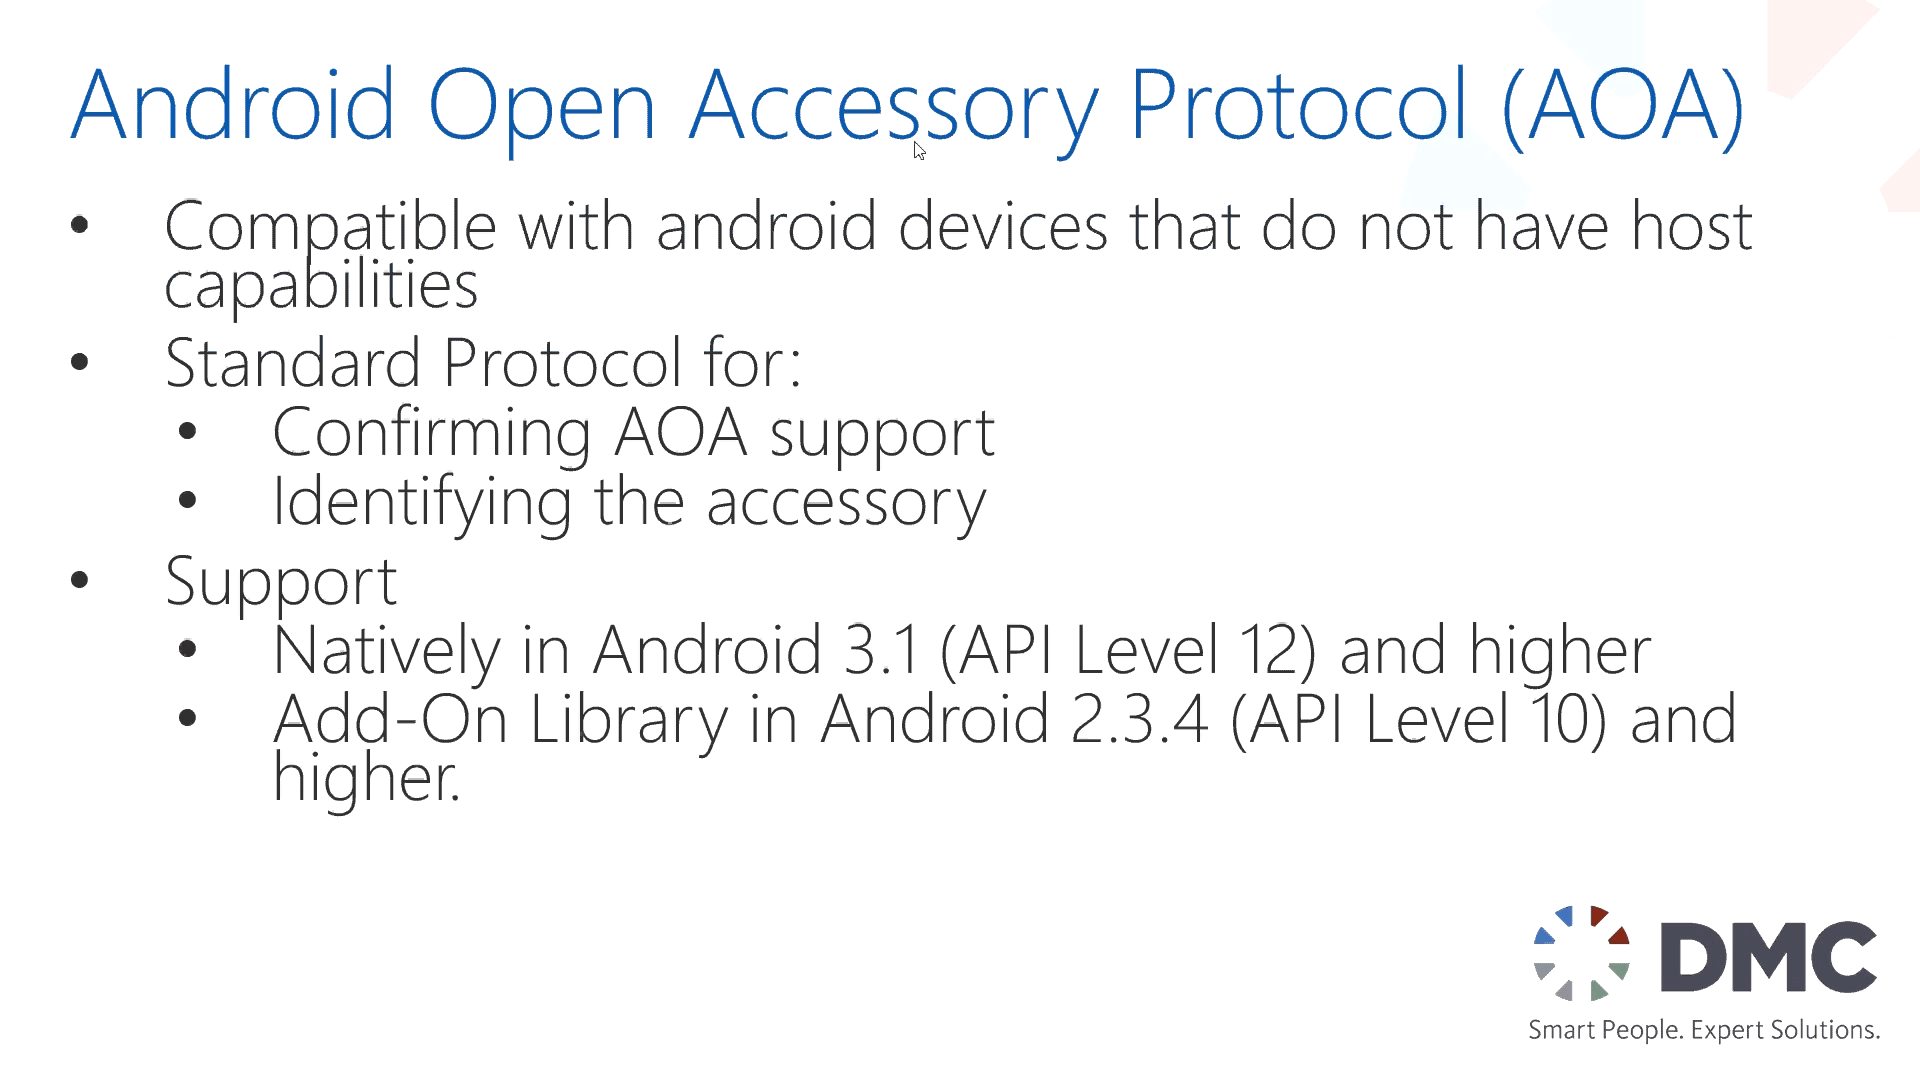 Android Open Accessory Protocol (AOA)
• Compatible with android devices that do not have host
capabilities
• Standard Protocol for:
• Confirming AOA support
• Identifying the accessory
• Support
• Natively in Android 3.1 (API Level 12) and higher
• Add-On Library in Android 2.3.4 (API Level 10) and
higher.
DMC
Smart People. Expert Solutions.